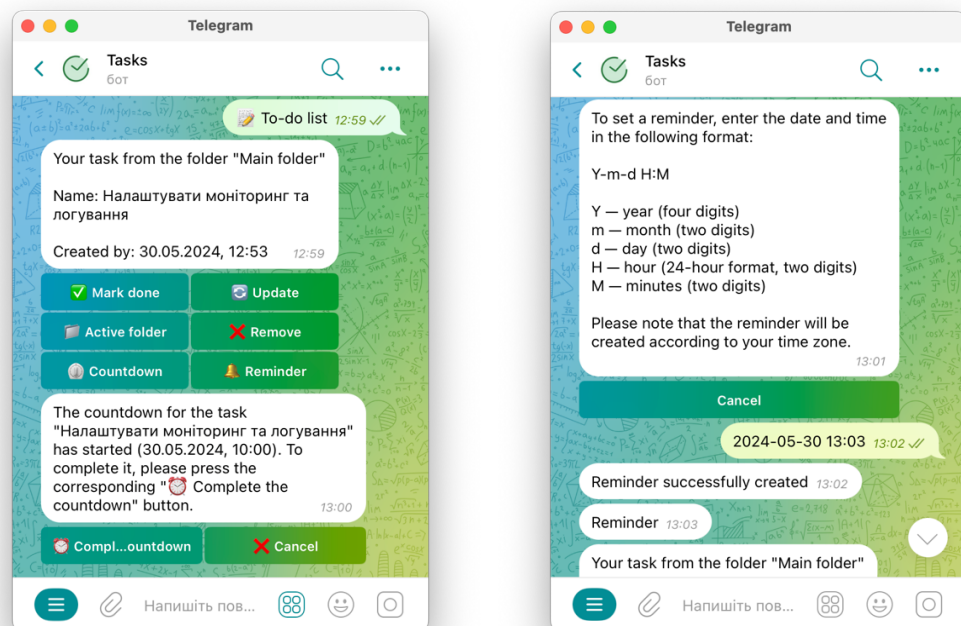 Telegram
Tasks
бот
📝 To-do list 12:59
Your task from the folder "Main folder"
Name: Налаштувати моніторинг та
логування
Created by: 30.05.2024, 12:53 12:59
✅ Mark done
🔄 Update
📁 Active folder
❌ Remove
⏲️ Countdown
🔔 Reminder
The countdown for the task
"Налаштувати моніторинг та логування"
has started (30.05.2024, 10:00). To
complete it, please press the
corresponding "⏰ Complete the
countdown" button. 13:00
⏰ Compl...ountdown
❌ Cancel
Напишіть пов...
Telegram
Tasks
бот
To set a reminder, enter the date and time
in the following format:
Y-m-d H:M
Y — year (four digits)
m — month (two digits)
d — day (two digits)
H — hour (24-hour format, two digits)
M — minutes (two digits)
Please note that the reminder will be
created according to your time zone.
13:01
Cancel
2024-05-30 13:03 13:02
Reminder successfully created 13:02
Reminder 13:03
Your task from the folder "Main folder"
Напишіть пов...